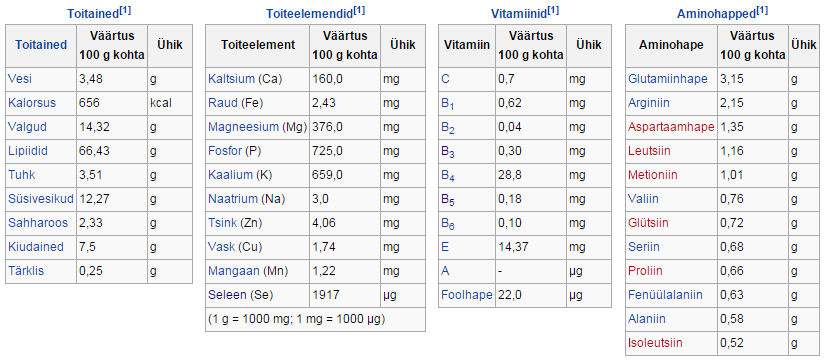 Toitained[1]
Toitained Väärtus 100 g kohta Ühik
Vesi 3,48 g
Kalorsus 656 kcal
Valgud 14,32 g
Lipiidid 66,43 g
Tuhk 3,51 g
Süsivesikud 12,27 g
Sahharoos 2,33 g
Kiudained 7,5 g
Tärklis 0,25 g
Toiteelemendid[1]
Toiteelement Väärtus 100 g kohta Ühik
Kaltsium (Ca) 160,0 mg
Raud (Fe) 2,43 mg
Magneesium (Mg) 376,0 mg
Fosfor (P) 725,0 mg
Kaalium (K) 659,0 mg
Naatrium (Na) 3,0 mg
Tsink (Zn) 4,06 mg
Vask (Cu) 1,74 mg
Mangaan (Mn) 1,22 mg
Seleen (Se) 1917 µg
(1 g = 1000 mg; 1 mg = 1000 µg)
Vitamiinid[1]
Vitamiin Väärtus 100 g kohta Ühik
C 0,7 mg
B1 0,62 mg
B2 0,04 mg
B3 0,30 mg
B4 28,8 mg
B5 0,18 mg
B6 0,10 mg
E 14,37 mg
A - µg
Foolhape 22,0 µg
Aminohapped[1]
Aminohape Väärtus 100 g kohta Ühik
Glutamiinhape 3,15 g
Arginiin 2,15 g
Aspartaamhape 1,35 g
Leutsiin 1,16 g
Metioniin 1,01 g
Valiin 0,76 g
Glütsiin 0,72 g
Seriin 0,68 g
Proliin 0,66 g
Fenüülalaniin 0,63 g
Alaniin 0,58 g
Isoleutsiin 0,52 g